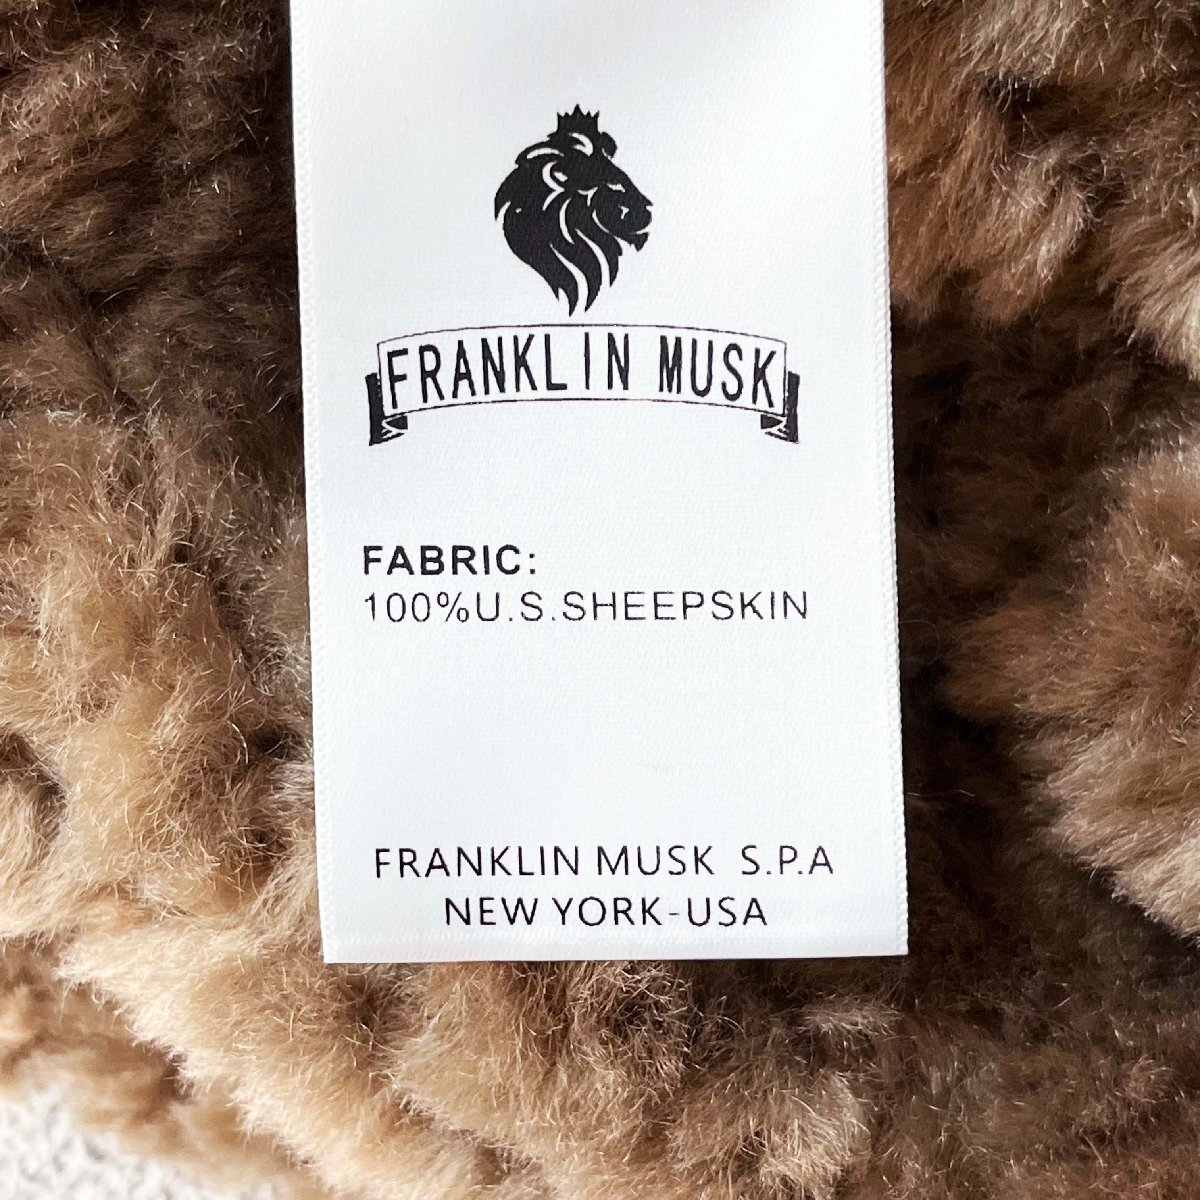 FRANKLIN MUSK
FABRIC:
100%U.S.SHEEPSKIN
FRANKLIN MUSK S.P.A
NEW YORK-USA